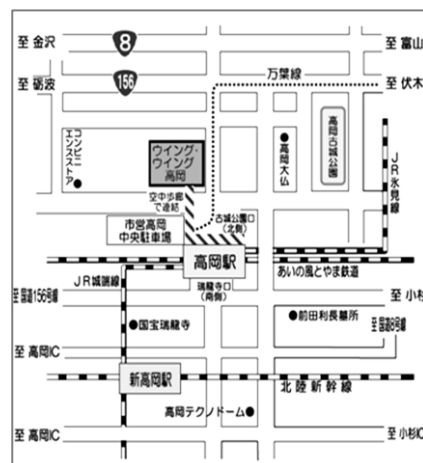 至 金沢
8
至 富山
至 砺波
156
万葉線
至 伏木
コンビニ
エンスストア
ウイング・
ウイング
高岡
高岡大仏
高岡古城公園
JR氷見線
空中歩廊
で連結
古城公園口
(北側)
市営高岡
中央駐車場
高岡駅
あいの風とやま鉄道
JR城端線
瑞龍寺口
(南側)
至 国道156号線
至 小杉
国宝瑞龍寺
前田利長墓所
至 国道8号線
至 高岡IC
新高岡駅
北陸新幹線
高岡テクノドーム
至 高岡IC
至 小杉IC